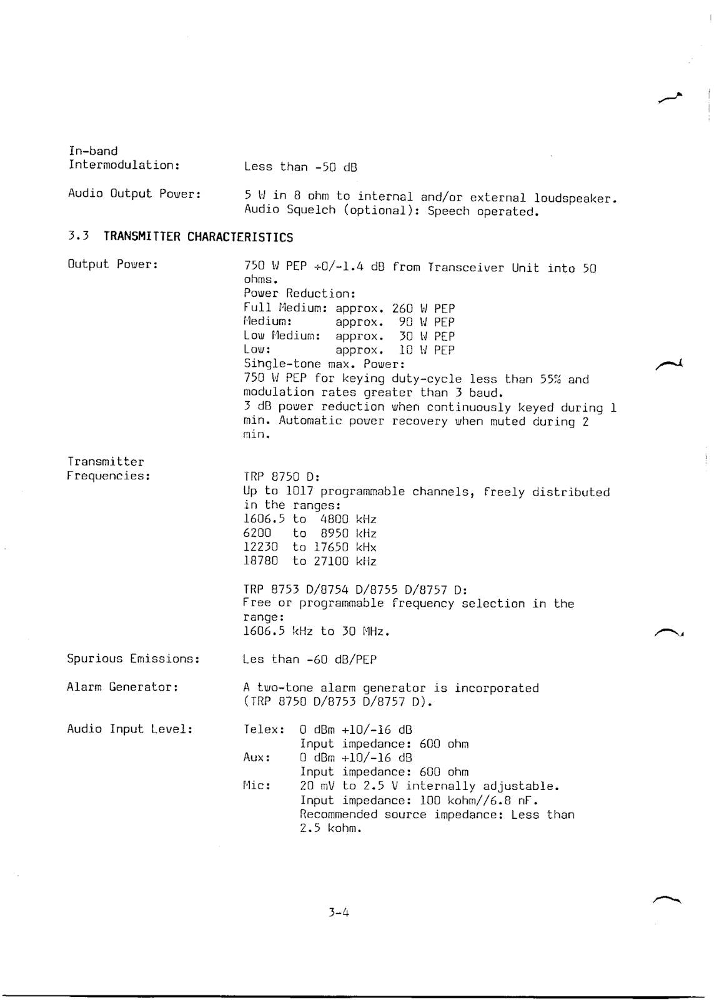 In-band
Intermodulation: Less than -50 dB
Audio Output Power: 5 W in 8 ohm to internal and/or external loudspeaker.
Audio Squelch (optional): Speech operated.
3.3 TRANSMITTER CHARACTERISTICS
Output Power: 750 W PEP +0/-1.4 dB from Transceiver Unit into 50
ohms.
Power Reduction:
Full Medium: approx. 260 W PEP
Medium: approx. 90 W PEP
Low Medium: approx. 30 W PEP
Low: approx. 10 W PEP
Single-tone max. Power:
750 W PEP for keying duty-cycle less than 55% and
modulation rates greater than 3 baud.
3 dB power reduction when continuously keyed during 1
min. Automatic power recovery when muted during 2
min.
Transmitter
Frequencies: TRP 8750 D:
Up to 1017 programmable channels, freely distributed
in the ranges:
1606.5 to 4800 kHz
6200 to 8950 kHz
12230 to 17650 kHx
18780 to 27100 kHz
TRP 8753 D/8754 D/8755 D/8757 D:
Free or programmable frequency selection in the
range:
1606.5 kHz to 30 MHz.
Spurious Emissions: Les than -60 dB/PEP
Alarm Generator: A two-tone alarm generator is incorporated
(TRP 8750 D/8753 D/8757 D).
Audio Input Level: Telex: 0 dBm +10/-16 dB
Input impedance: 600 ohm
Aux: 0 dBm +10/-16 dB
Input impedance: 600 ohm
Mic: 20 mV to 2.5 V internally adjustable.
Input impedance: 100 kohm//6.8 nF.
Recommended source impedance: Less than
2.5 kohm.
3-4